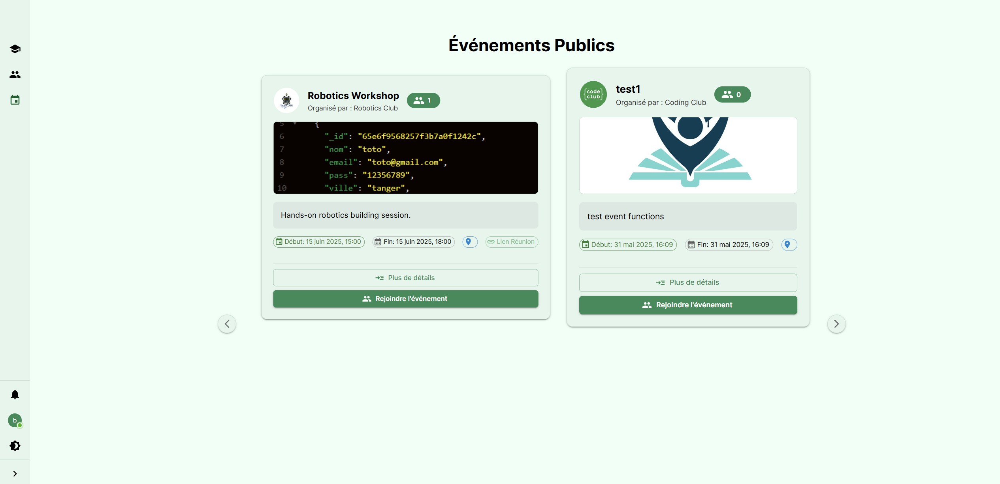 Événements Publics
Robotics Workshop
Organisé par : Robotics Club
1
5 {
6 "_id": "65e6f9568257f3b7a0f1242c",
7 "nom": "toto",
8 "email": "toto@gmail.com",
9 "pass": "12356789",
10 "ville": "tanger",
Hands-on robotics building session.
Début: 15 juin 2025, 15:00
Fin: 15 juin 2025, 18:00
Lien Réunion
Plus de détails
Rejoindre l'événement
{code
club}
test1
Organisé par : Coding Club
0
test event functions
Début: 31 mai 2025, 16:09
Fin: 31 mai 2025, 16:09
Plus de détails
Rejoindre l'événement
b